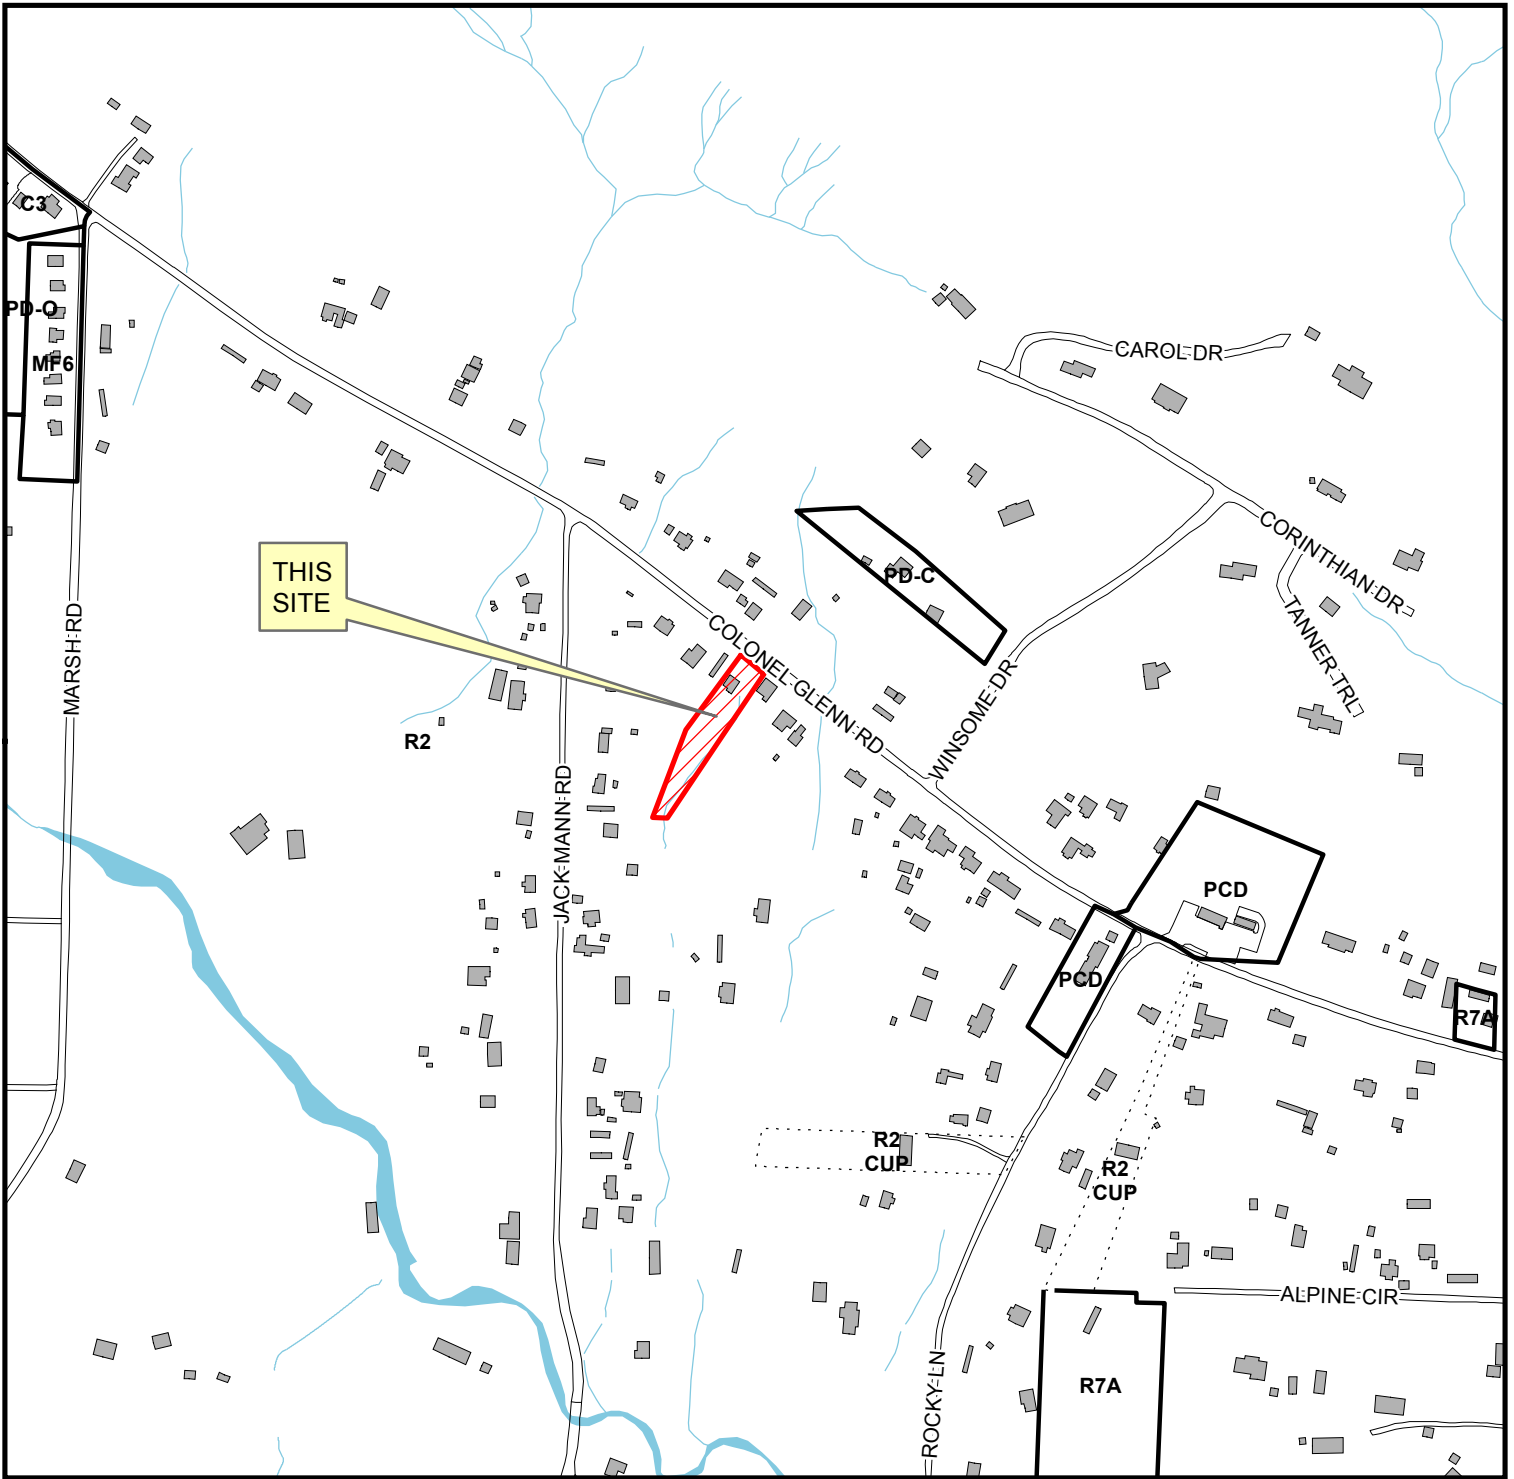 C3
PD-O
MF6
CAROL DR
CORINTHIAN DR
TANNER TRL
PD-C
THIS
SITE
COLONEL GLENN RD
WINSOME DR
MARSH RD
R2
JACK MANN RD
PCD
PCD
R7A
R2
CUP
R2
CUP
ALPINE CIR
ROCKY LN
R7A